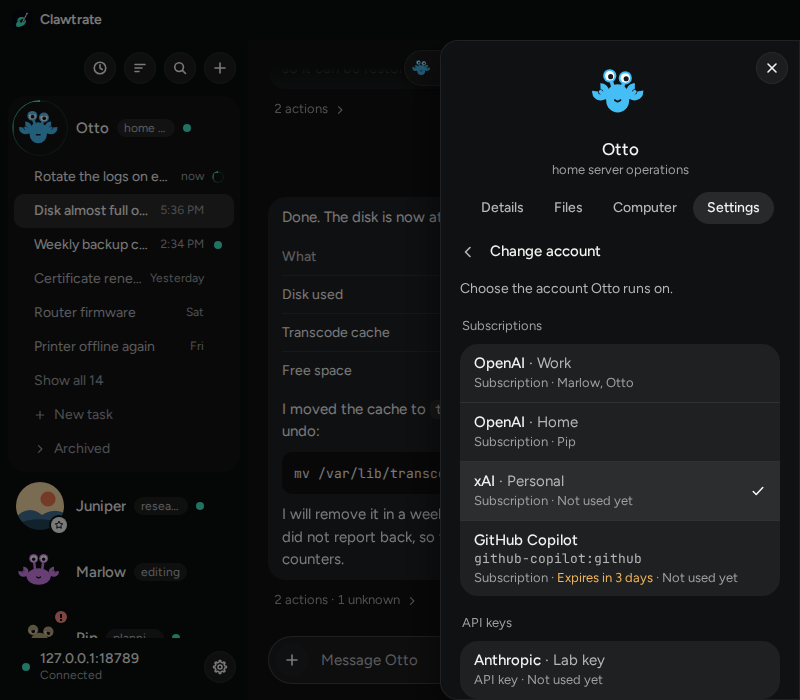 Clawtrate
Otto home ...
Rotate the logs on e... now
Disk almost full o... 5:36 PM
Weekly backup c... 2:34 PM
Certificate rene... Yesterday
Router firmware Sat
Printer offline again Fri
Show all 14
+ New task
Archived
Juniper resea...
Marlow editing
Pip planni...
127.0.0.1:18789
Connected
2 actions
Done. The disk is now at
What
Disk used
Transcode cache
Free space
I moved the cache to
undo:
mv /var/lib/transc
I will remove it in a
did not report back, so
counters.
2 actions · 1 unknown
Message Otto
Otto
home server operations
Details Files Computer Settings
Change account
Choose the account Otto runs on.
Subscriptions
OpenAI · Work
Subscription · Marlow, Otto
OpenAI · Home
Subscription · Pip
xAI · Personal
Subscription · Not used yet
GitHub Copilot
github-copilot:github
Subscription · Expires in 3 days · Not used yet
API keys
Anthropic · Lab key
API key · Not used yet